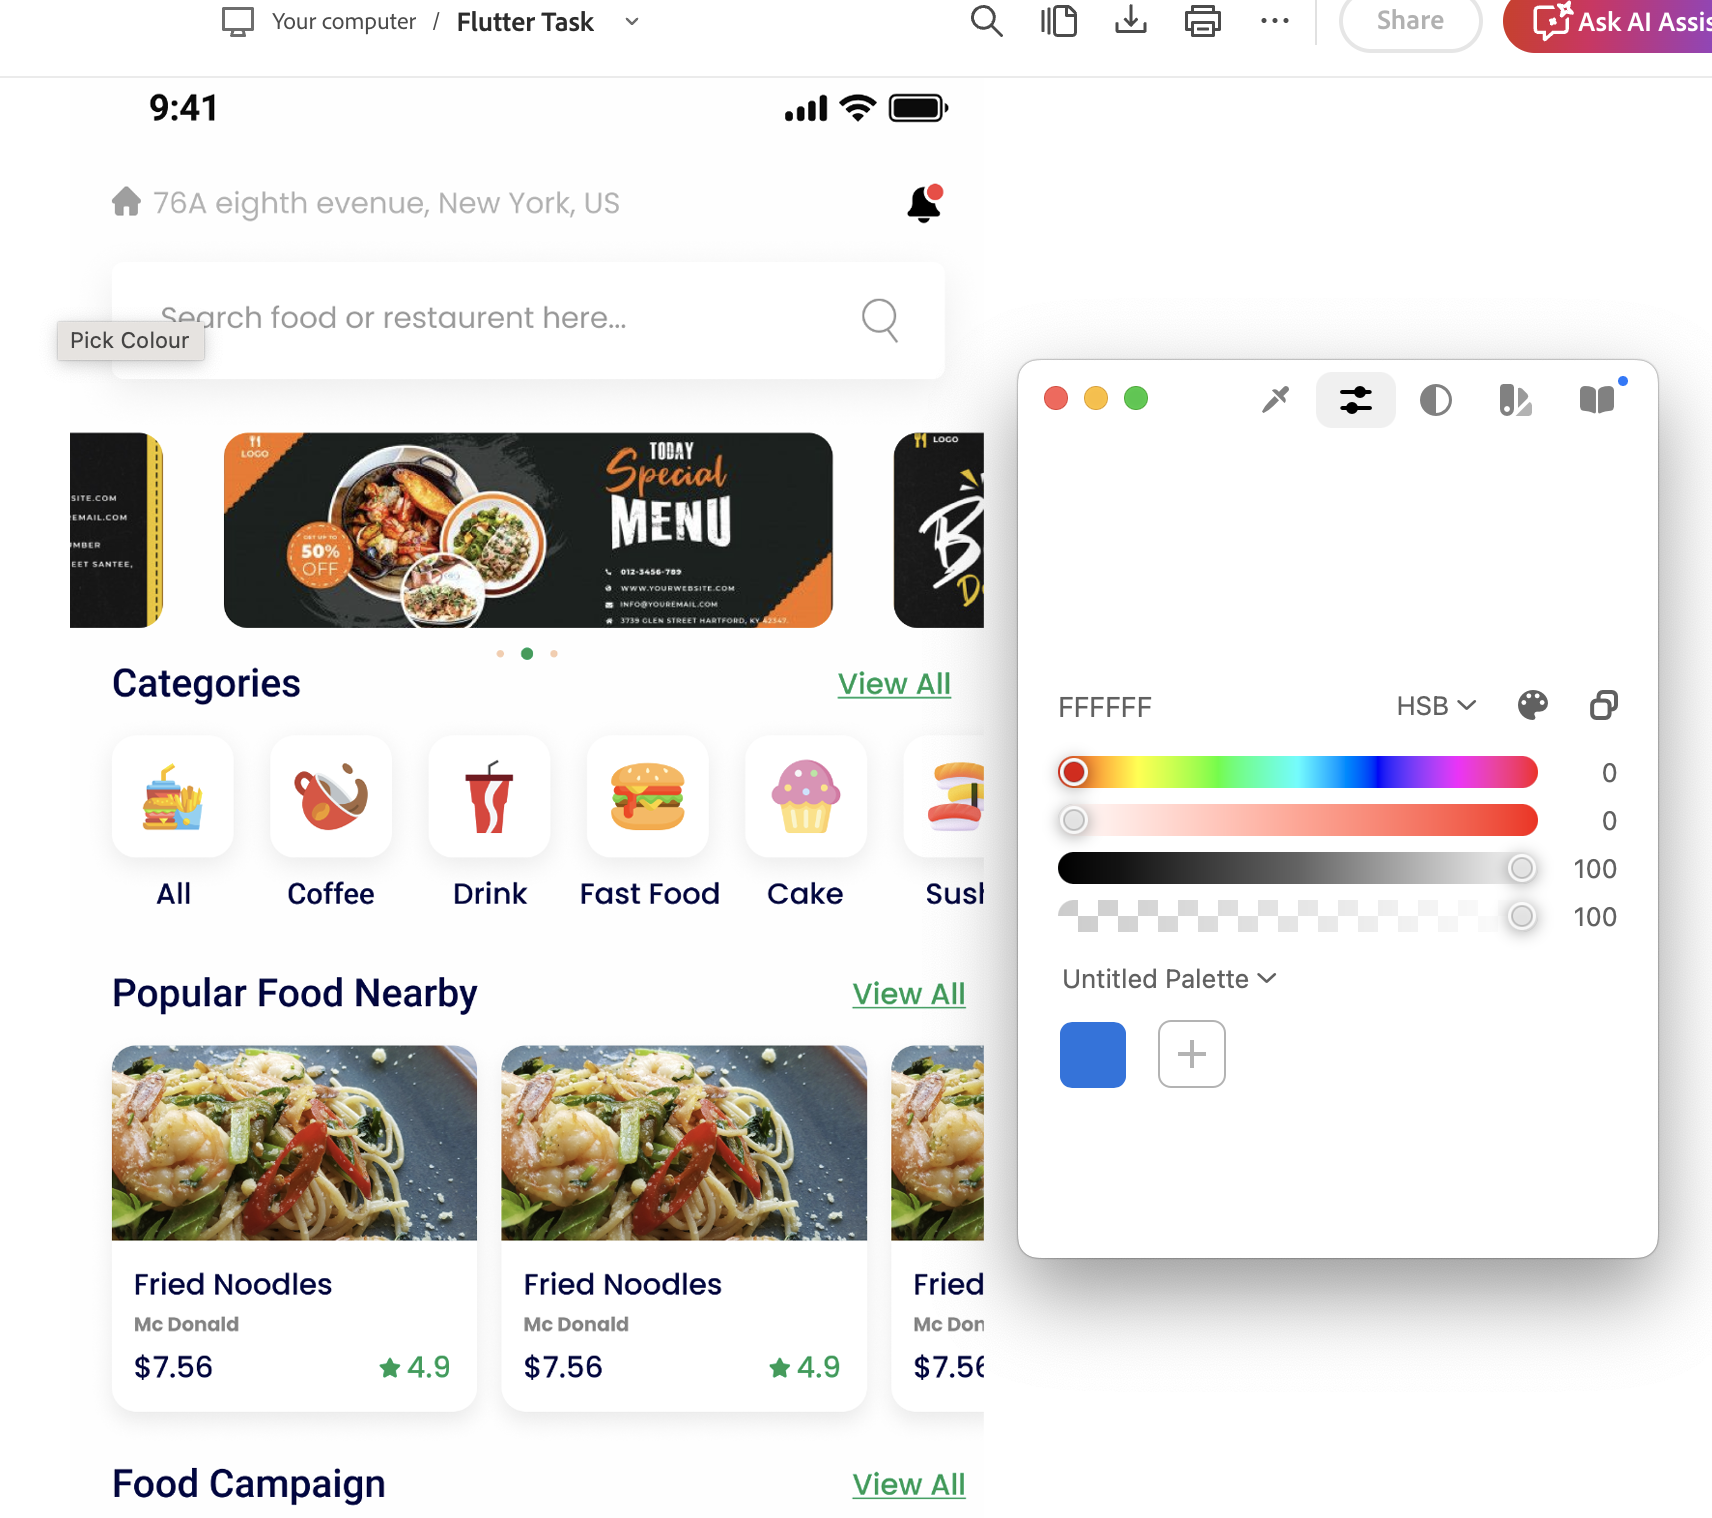 Your computer / Flutter Task
Share
Ask AI Assis
9:41
76A eighth evenue, New York, US
Search food or restaurent here...
Pick Colour
SITE.COM
EMAIL.COM
UMBER
EET SANTEE,
LOGO
TODAY
Special
MENU
GET UP TO
50%
OFF
012-3456-789
WWW.YOURWEBSITE.COM
INFO@YOUREMAIL.COM
3739 GLEN STREET HARTFORD, KY 42347.
LOGO
B
De
Categories
View All
All
Coffee
Drink
Fast Food
Cake
Sush
Popular Food Nearby
View All
Fried Noodles
Mc Donald
$7.56
4.9
Fried Noodles
Mc Donald
$7.56
4.9
Fried
Mc Don
$7.56
Food Campaign
View All
FFFFFF
HSB
0
0
100
100
Untitled Palette